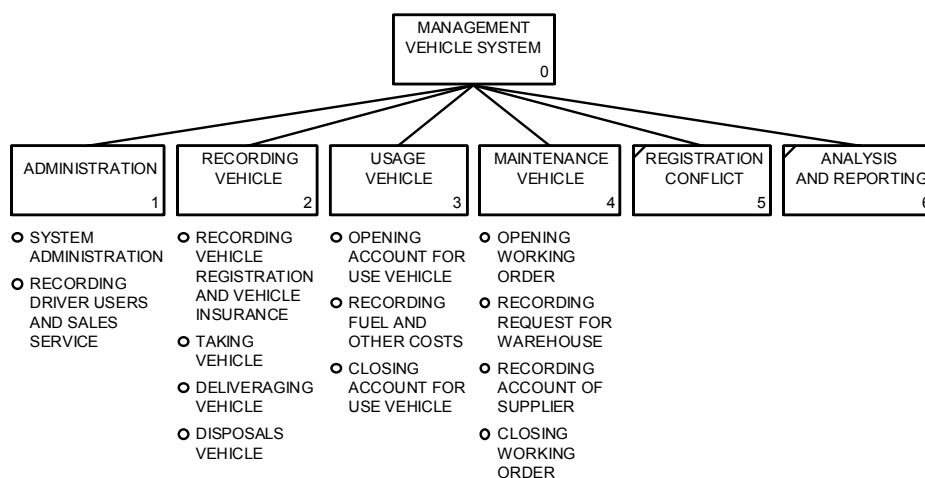 MANAGEMENT
VEHICLE SYSTEM
0
ADMINISTRATION
1
RECORDING
VEHICLE
2
USAGE
VEHICLE
3
MAINTENANCE
VEHICLE
4
REGISTRATION
CONFLICT
5
ANALYSIS
AND REPORTING
6
SYSTEM
ADMINISTRATION
RECORDING
DRIVER USERS
AND SALES
SERVICE
RECORDING
VEHICLE
REGISTRATION
AND VEHICLE
INSURANCE
TAKING
VEHICLE
DELIVERAGING
VEHICLE
DISPOSALS
VEHICLE
OPENING
ACCOUNT FOR
USE VEHICLE
RECORDING
FUEL AND
OTHER COSTS
CLOSING
ACCOUNT FOR
USE VEHICLE
OPENING
WORKING
ORDER
RECORDING
REQUEST FOR
WAREHOUSE
RECORDING
ACCOUNT OF
SUPPLIER
CLOSING
WORKING
ORDER